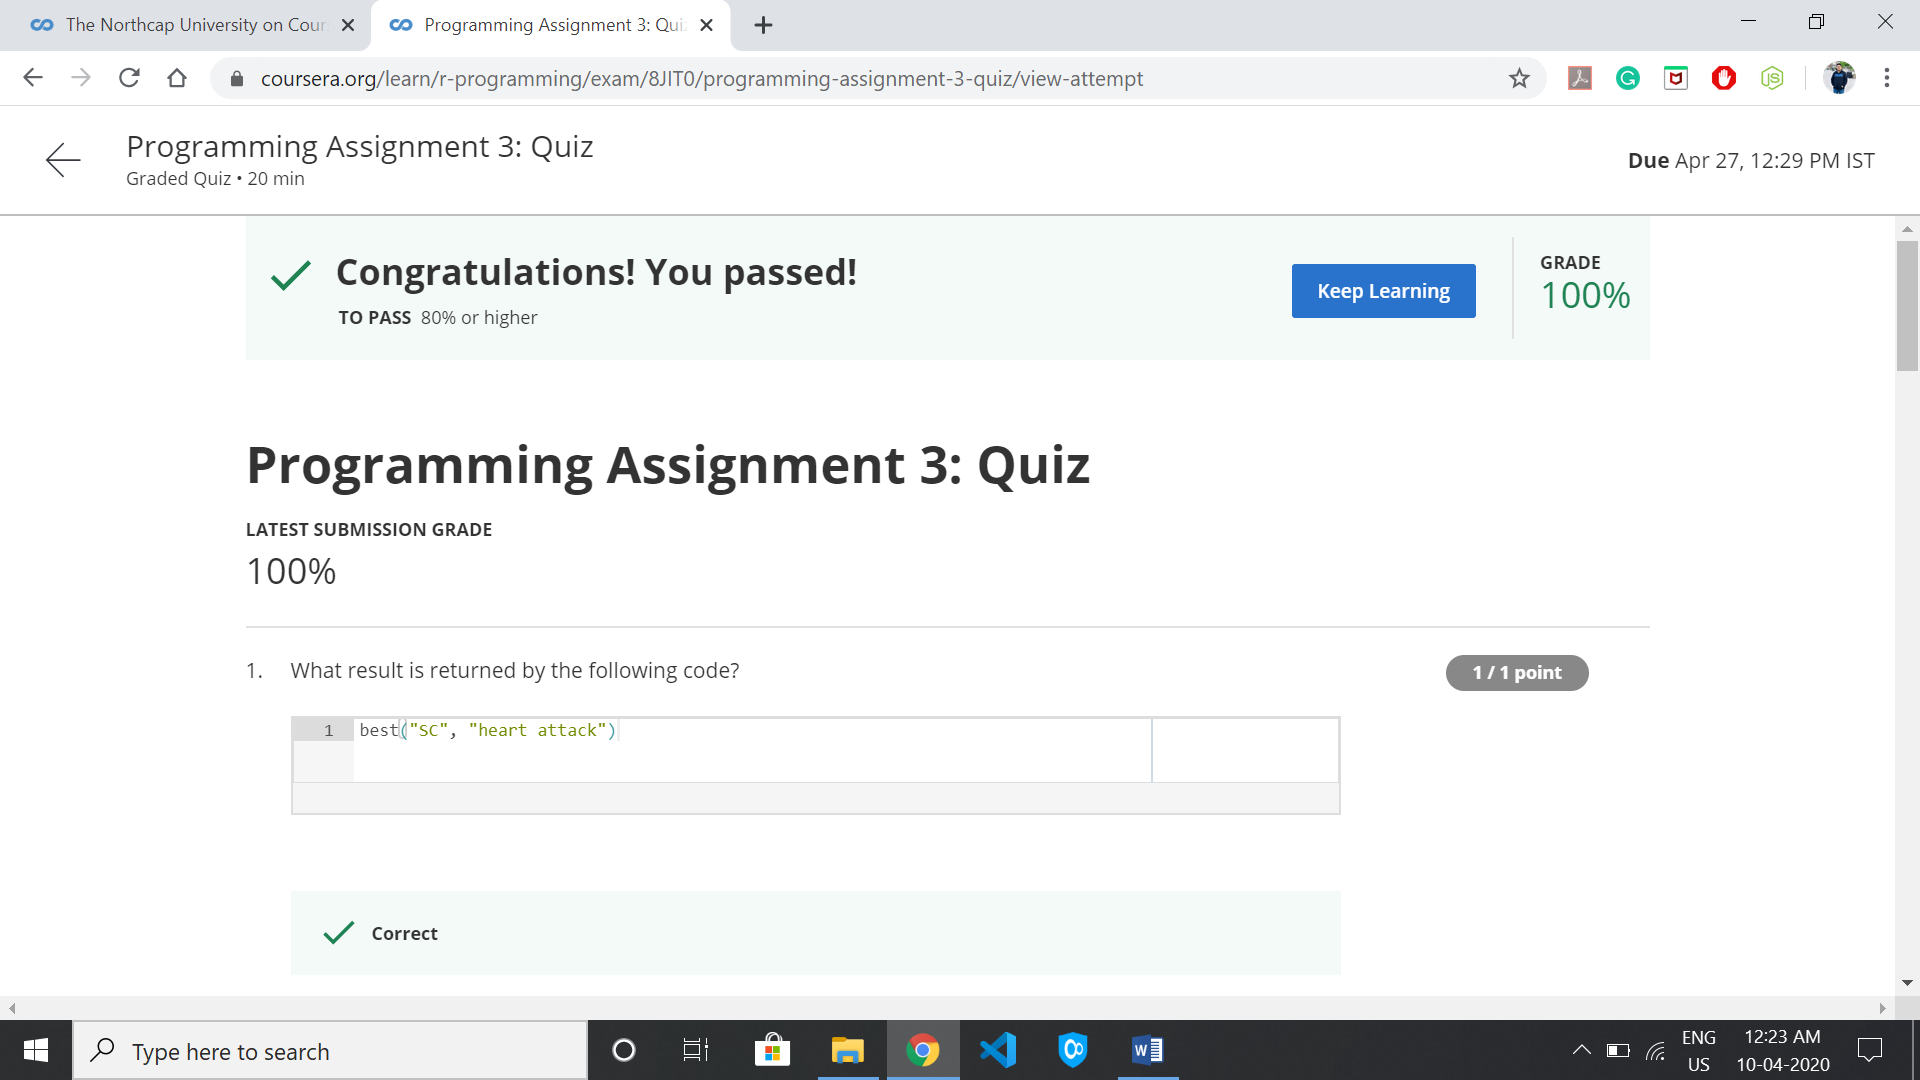 The Northcap University on Cour
Programming Assignment 3: Qui
coursera.org/learn/r-programming/exam/8JIT0/programming-assignment-3-quiz/view-attempt
Programming Assignment 3: Quiz
Graded Quiz • 20 min
Due Apr 27, 12:29 PM IST
Congratulations! You passed!
TO PASS 80% or higher
Keep Learning
GRADE
100%
Programming Assignment 3: Quiz
LATEST SUBMISSION GRADE
100%
1. What result is returned by the following code?
1 / 1 point
1 best("SC", "heart attack")
Correct
Type here to search
ENG
US
12:23 AM
10-04-2020